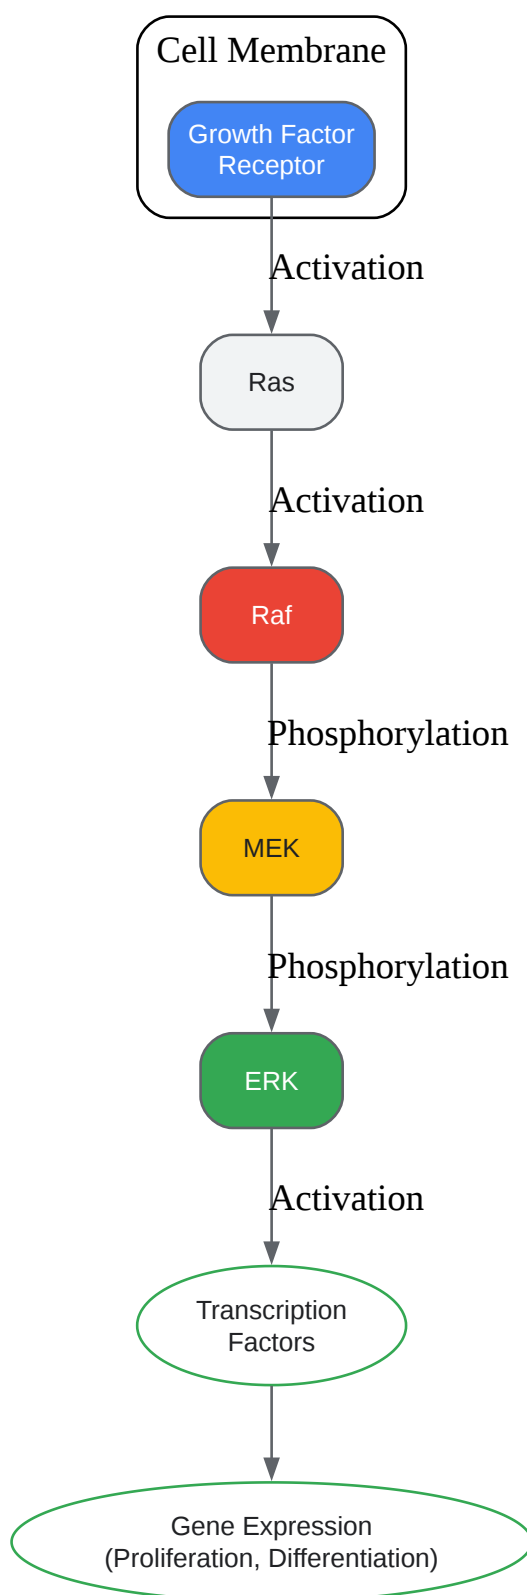 Cell Membrane
Growth Factor
Receptor
Activation
Ras
Activation
Raf
Phosphorylation
MEK
Phosphorylation
ERK
Activation
Transcription
Factors
Gene Expression
(Proliferation, Differentiation)